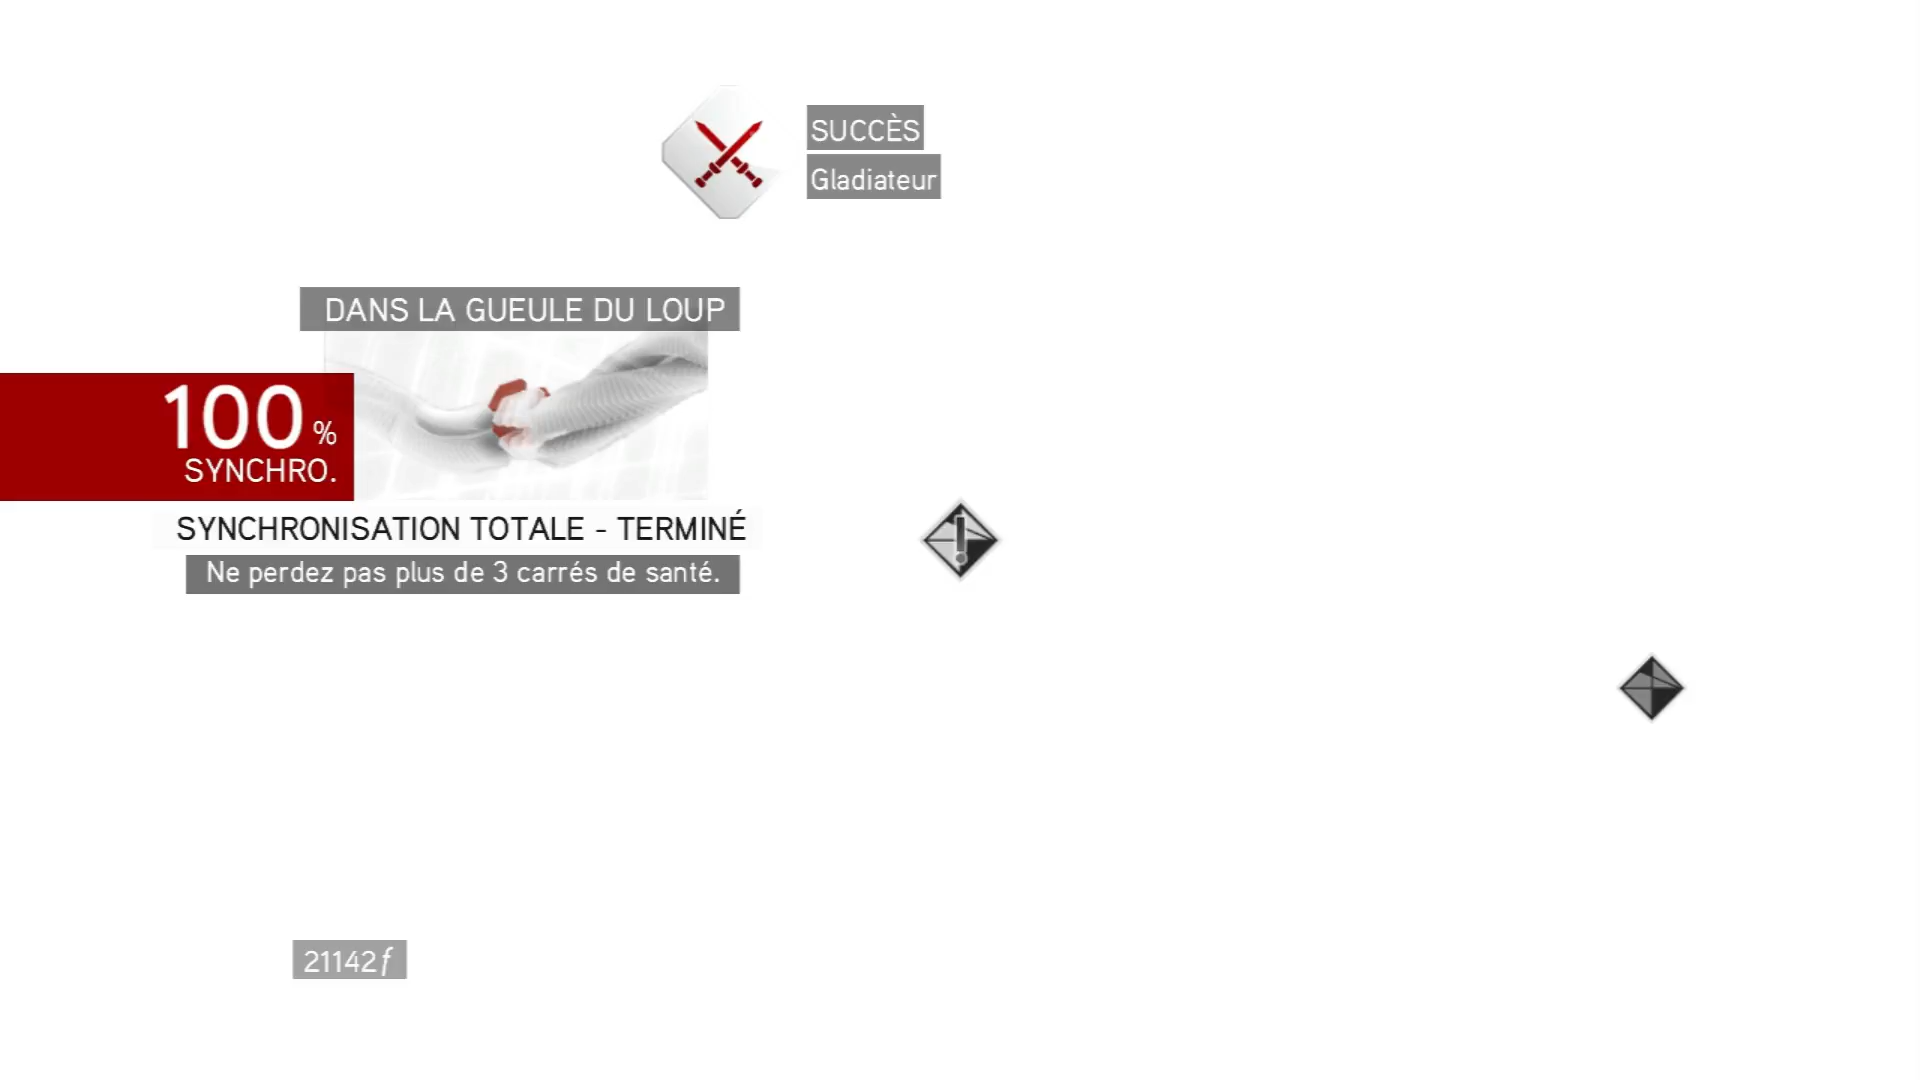 SUCCÈS
Gladiateur
DANS LA GUEULE DU LOUP
100 %
SYNCHRO.
SYNCHRONISATION TOTALE - TERMINÉ
Ne perdez pas plus de 3 carrés de santé.
21142ƒ